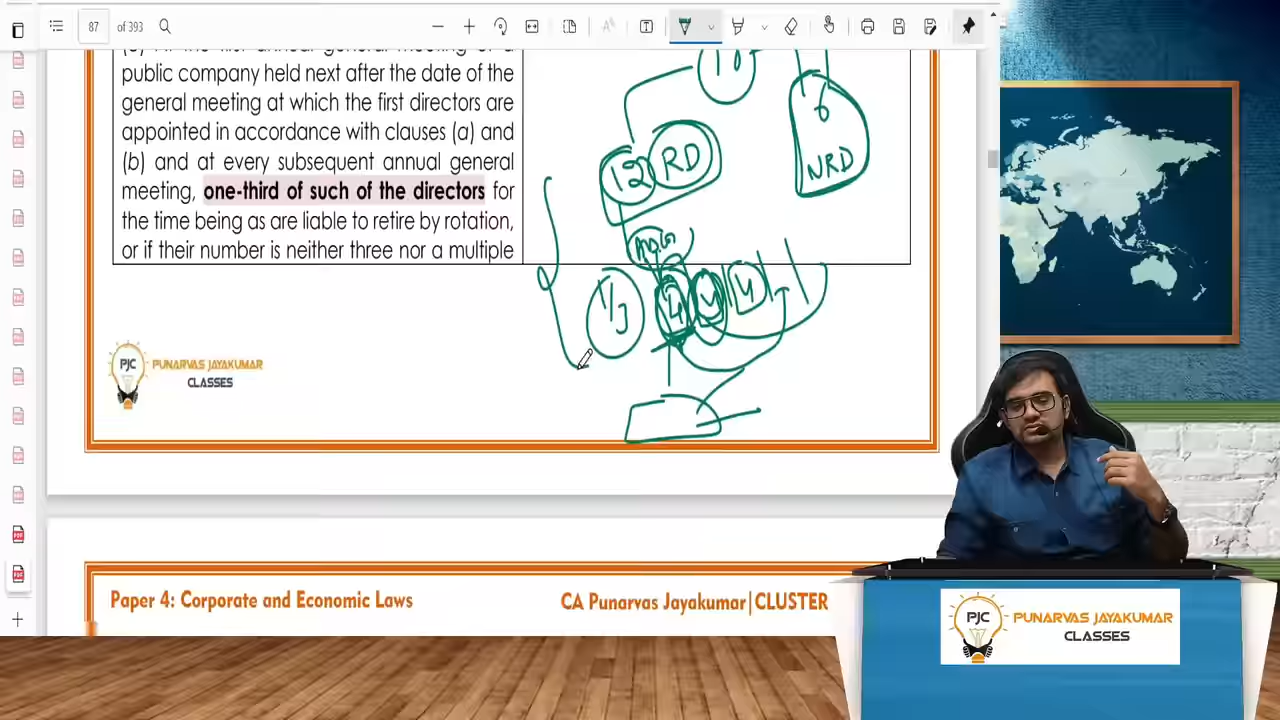 87 of 393
public company held next after the date of the
general meeting at which the first directors are
appointed in accordance with clauses (a) and
(b) and at every subsequent annual general
meeting, one-third of such of the directors for
the time being as are liable to retire by rotation,
or if their number is neither three nor a multiple
12 RD
6
NRD
1/3
4
4
4
PJC
PUNARVAS JAYAKUMAR
CLASSES
Paper 4: Corporate and Economic Laws
CA Punarvas Jayakumar|CLUSTER
PJC
PUNARVAS JAYAKUMAR
CLASSES